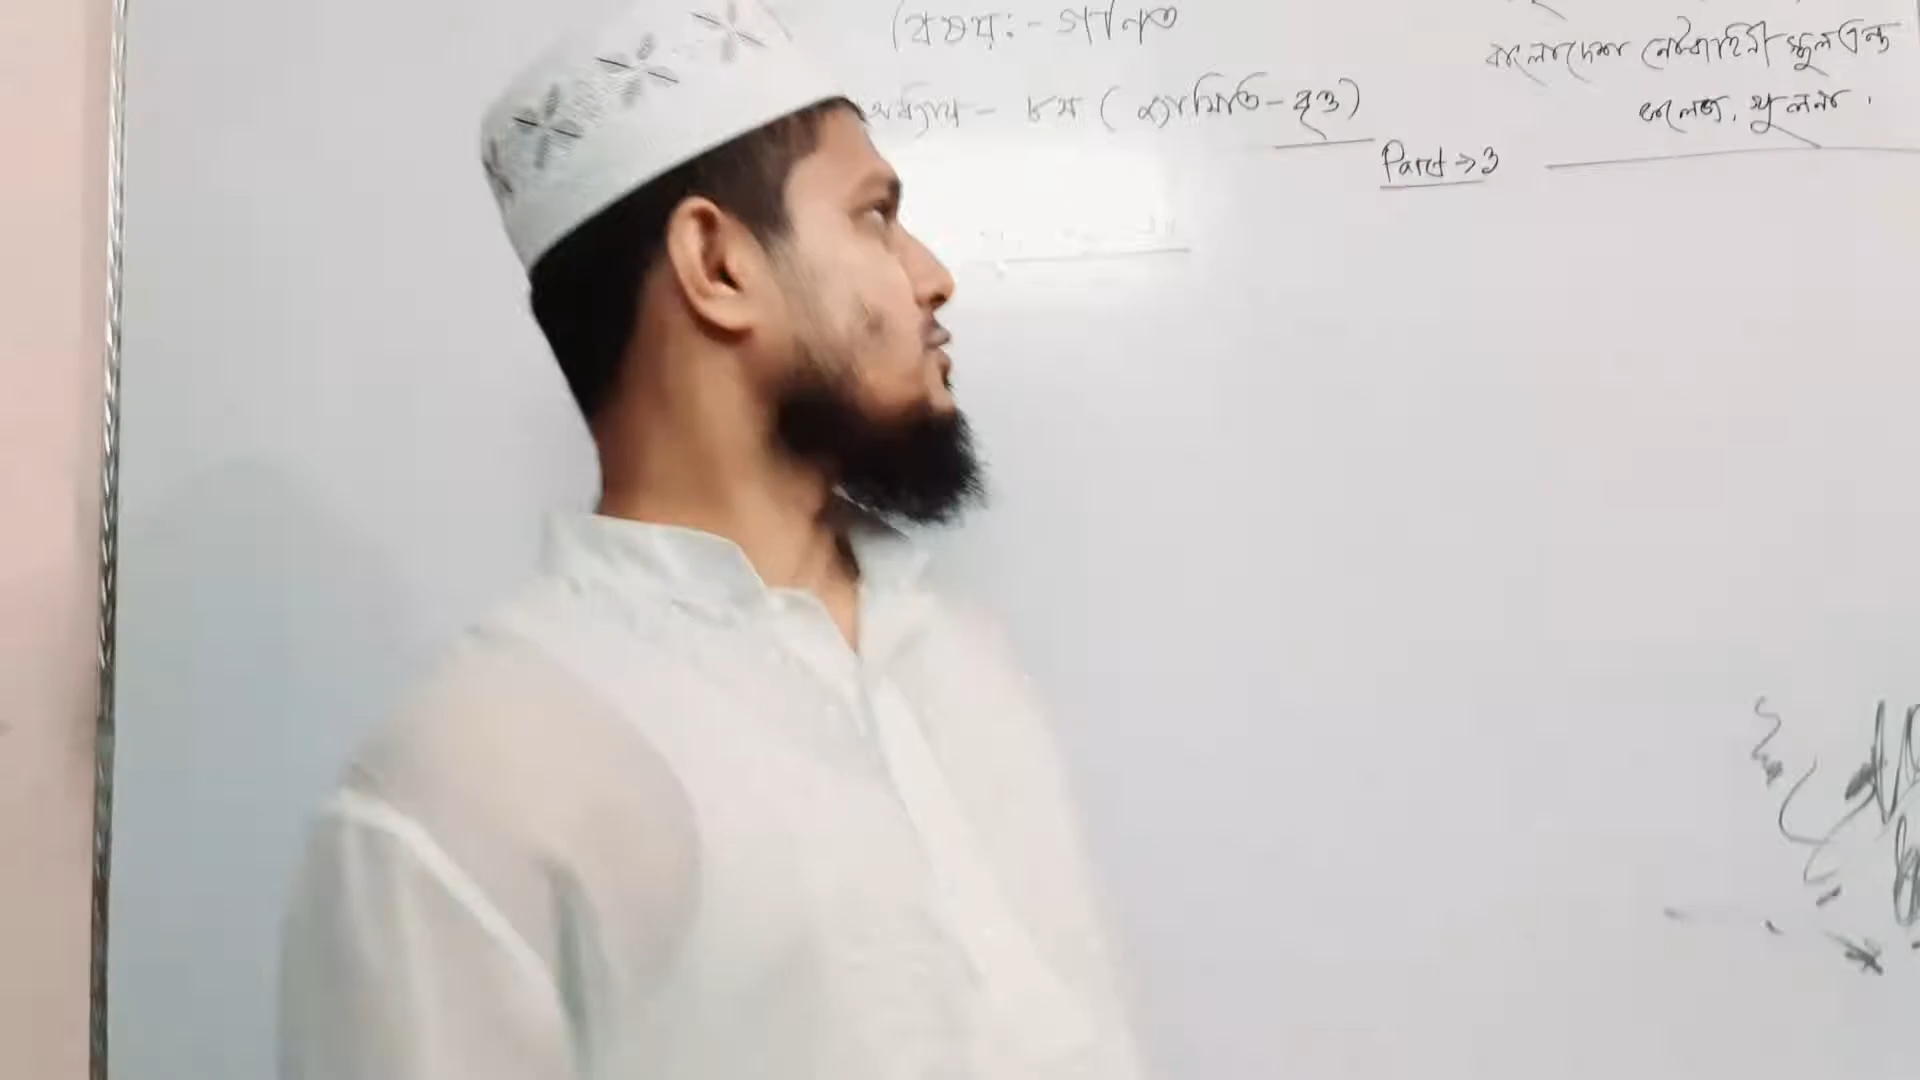 বিষয়:- গণিত
অধ্যায় - ৮ম ( জ্যামিতি - বৃত্ত )
বাংলাদেশ নৌবাহিনী স্কুল এন্ড
কলেজ, খুলনা ।
Part → 3